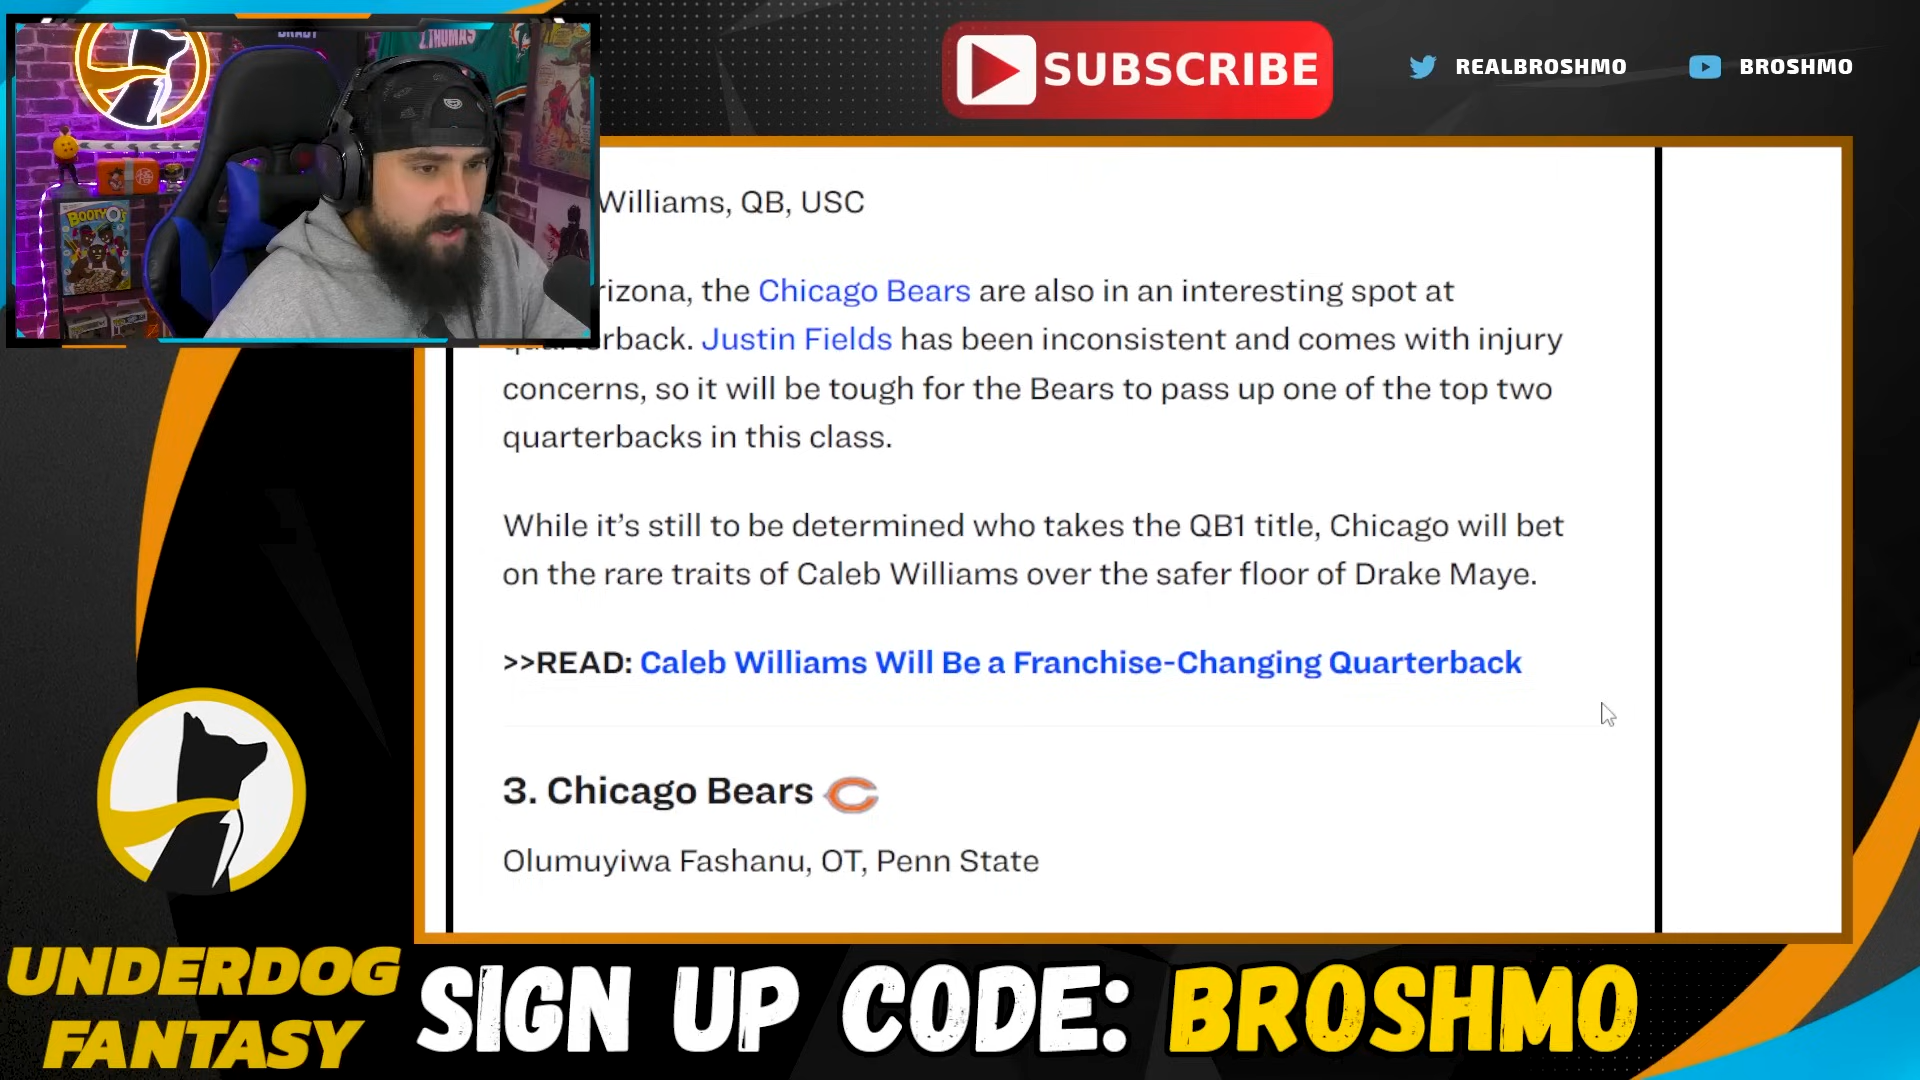 BRADY
Z.THOMAS
BOOTY O's
SUBSCRIBE
REALBROSHMO
BROSHMO
Williams, QB, USC
rizona, the Chicago Bears are also in an interesting spot at
quarterback. Justin Fields has been inconsistent and comes with injury
concerns, so it will be tough for the Bears to pass up one of the top two
quarterbacks in this class.
While it's still to be determined who takes the QB1 title, Chicago will bet
on the rare traits of Caleb Williams over the safer floor of Drake Maye.
>>READ: Caleb Williams Will Be a Franchise-Changing Quarterback
3. Chicago Bears
Olumuyiwa Fashanu, OT, Penn State
UNDERDOG
FANTASY
SIGN UP CODE: BROSHMO